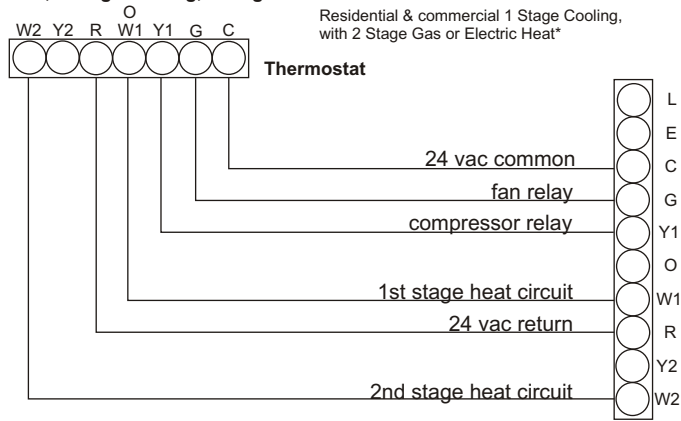 O
W2 Y2 R W1 Y1 G C
Residential & commercial 1 Stage Cooling,
with 2 Stage Gas or Electric Heat*
Thermostat
L
E
24 vac common C
fan relay G
compressor relay Y1
O
1st stage heat circuit W1
24 vac return R
Y2
2nd stage heat circuit W2